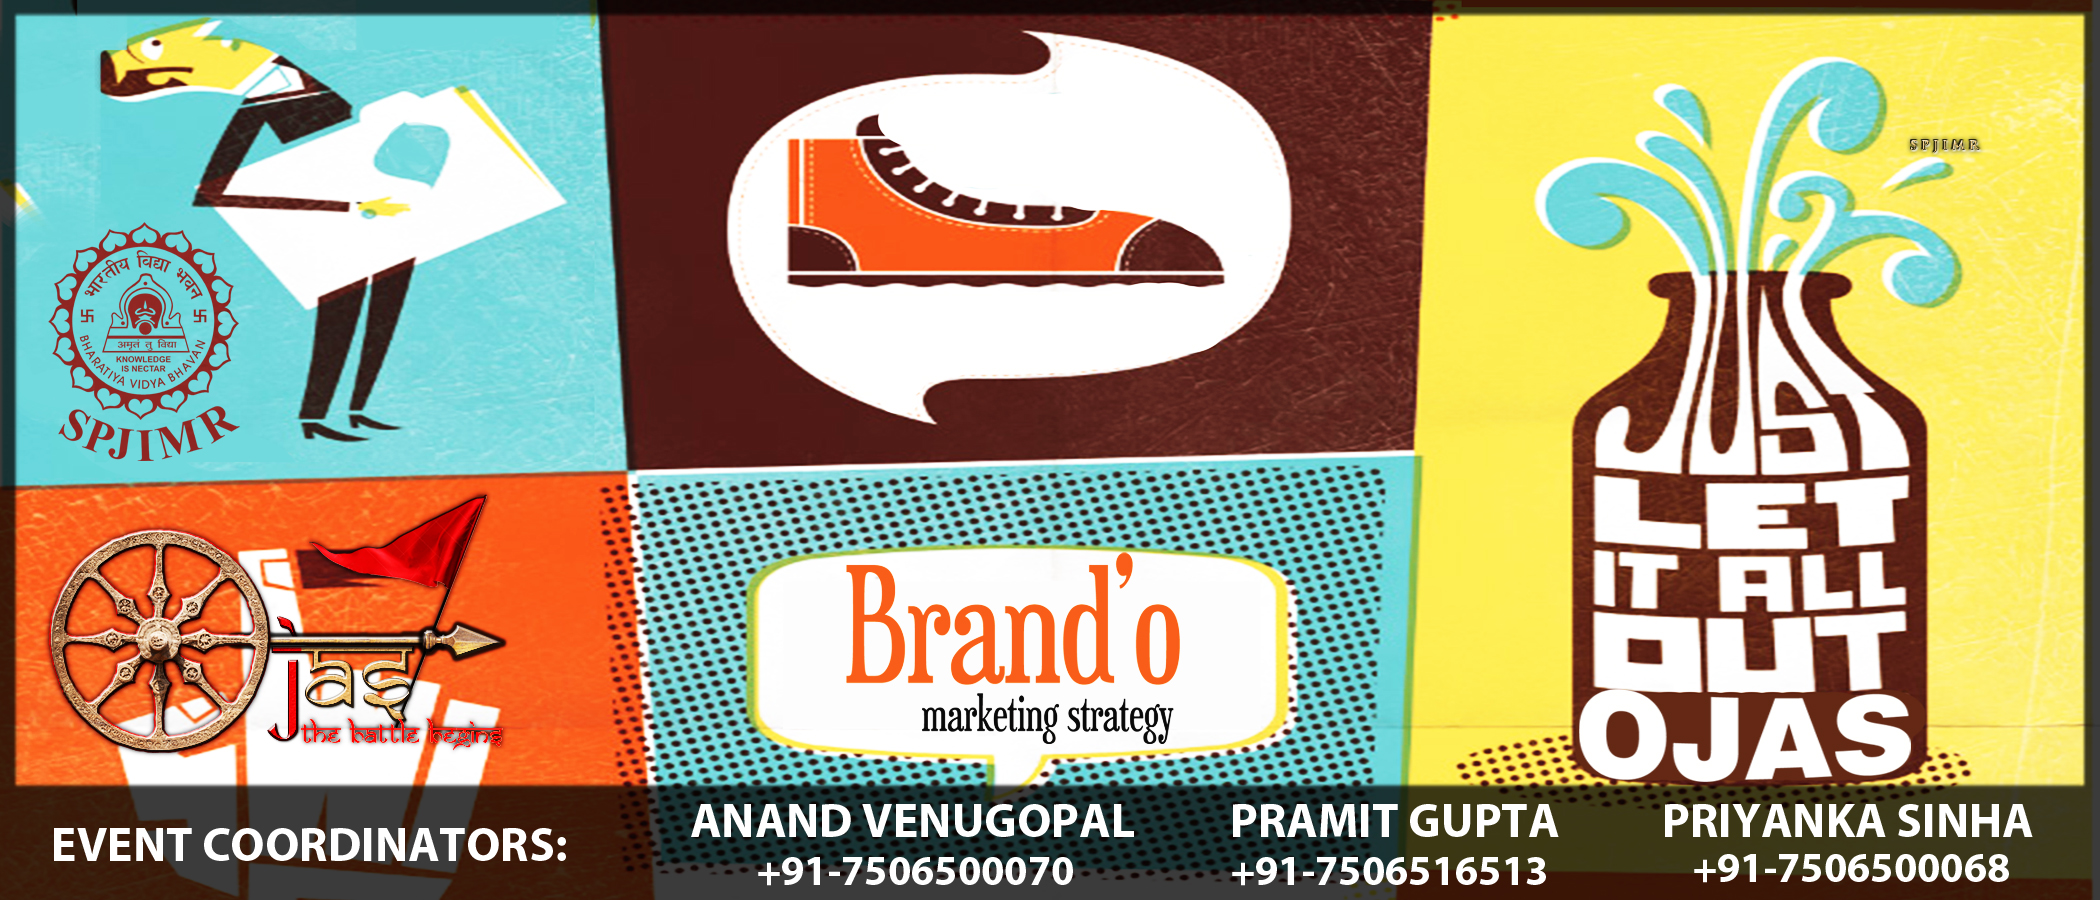 भारतीय विद्या भवन
अमृतं तु विद्या
KNOWLEDGE
IS NECTAR
BHARATIYA VIDYA BHAVAN
SPJIMR
Ojas
the battle begins
Brand'o
marketing strategy
SPJIMR
JUST
LET
IT ALL
OUT
OJAS
EVENT COORDINATORS:
ANAND VENUGOPAL
+91-7506500070
PRAMIT GUPTA
+91-7506516513
PRIYANKA SINHA
+91-7506500068